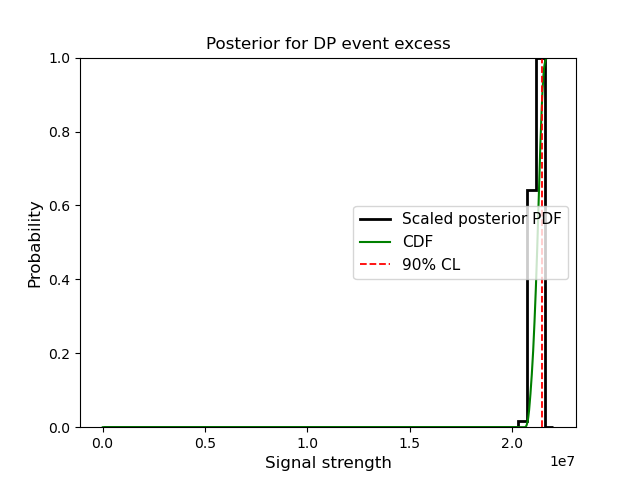 Posterior for DP event excess
1.0
0.8
0.6
0.4
0.2
0.0
Probability
Scaled posterior PDF
CDF
90% CL
0.0
0.5
1.0
1.5
2.0
1e7
Signal strength